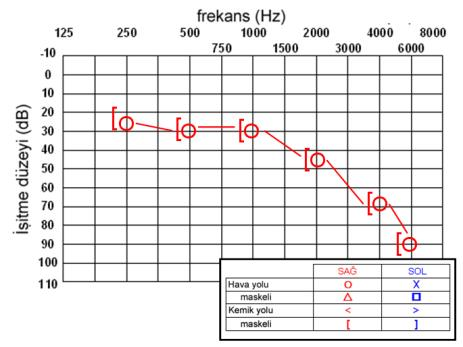 frekans (Hz)
125 250 500 1000 2000 4000 8000
750 1500 3000 6000
İşitme düzeyi (dB)
-10
0
10
20
30
40
50
60
70
80
90
100
110
SAĞ SOL
Hava yolu O X
maskeli △ □
Kemik yolu < >
maskeli [ ]